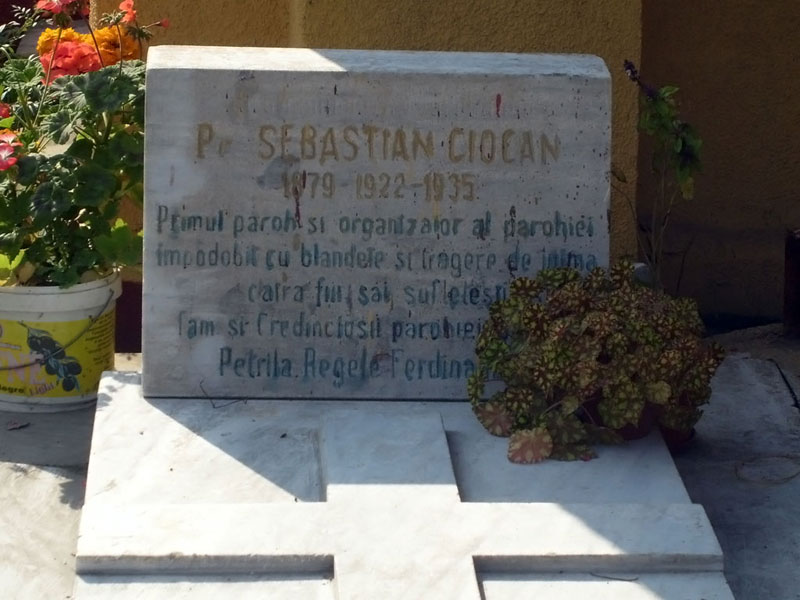 Pr SEBASTIAN CIOCAN
1879-1922-1935
Primul paroh si organizator al parohiei
impodobit cu blandete si tragere de inima
catra fiii sai sufletesti
Fam si Credinciosii parohiei
Petrila Regele Ferdina
Light